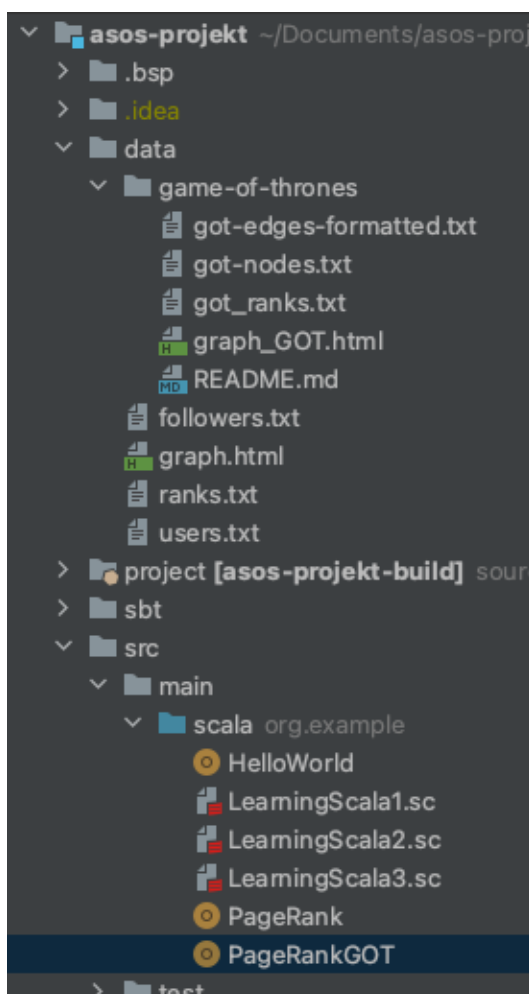 asos-projekt ~/Documents/asos-proj
.bsp
.idea
data
game-of-thrones
got-edges-formatted.txt
got-nodes.txt
got_ranks.txt
graph_GOT.html
README.md
followers.txt
graph.html
ranks.txt
users.txt
project [asos-projekt-build] sour
sbt
src
main
scala org.example
HelloWorld
LearningScala1.sc
LearningScala2.sc
LearningScala3.sc
PageRank
PageRankGOT
test